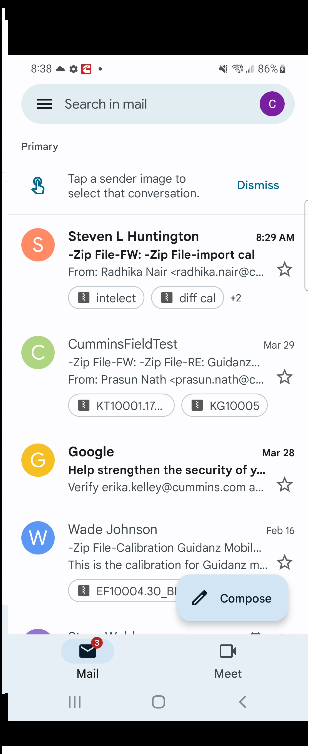 8:38
86%
Search in mail
C
Primary
Tap a sender image to
select that conversation.
Dismiss
S
Steven L Huntington
8:29 AM
-Zip File-FW: -Zip File-import cal
From: Radhika Nair <radhika.nair@c...
intelect
diff cal
+2
C
CumminsFieldTest
Mar 29
-Zip File-FW: -Zip File-RE: Guidanz...
From: Prasun Nath <prasun.nath@c...
KT10001.17...
KG10005
G
Google
Mar 28
Help strengthen the security of y...
Verify erika.kelley@cummins.com a...
W
Wade Johnson
Feb 16
-Zip File-Calibration Guidanz Mobil...
This is the calibration for Guidanz m...
EF10004.30_
Compose
3
Mail
Meet